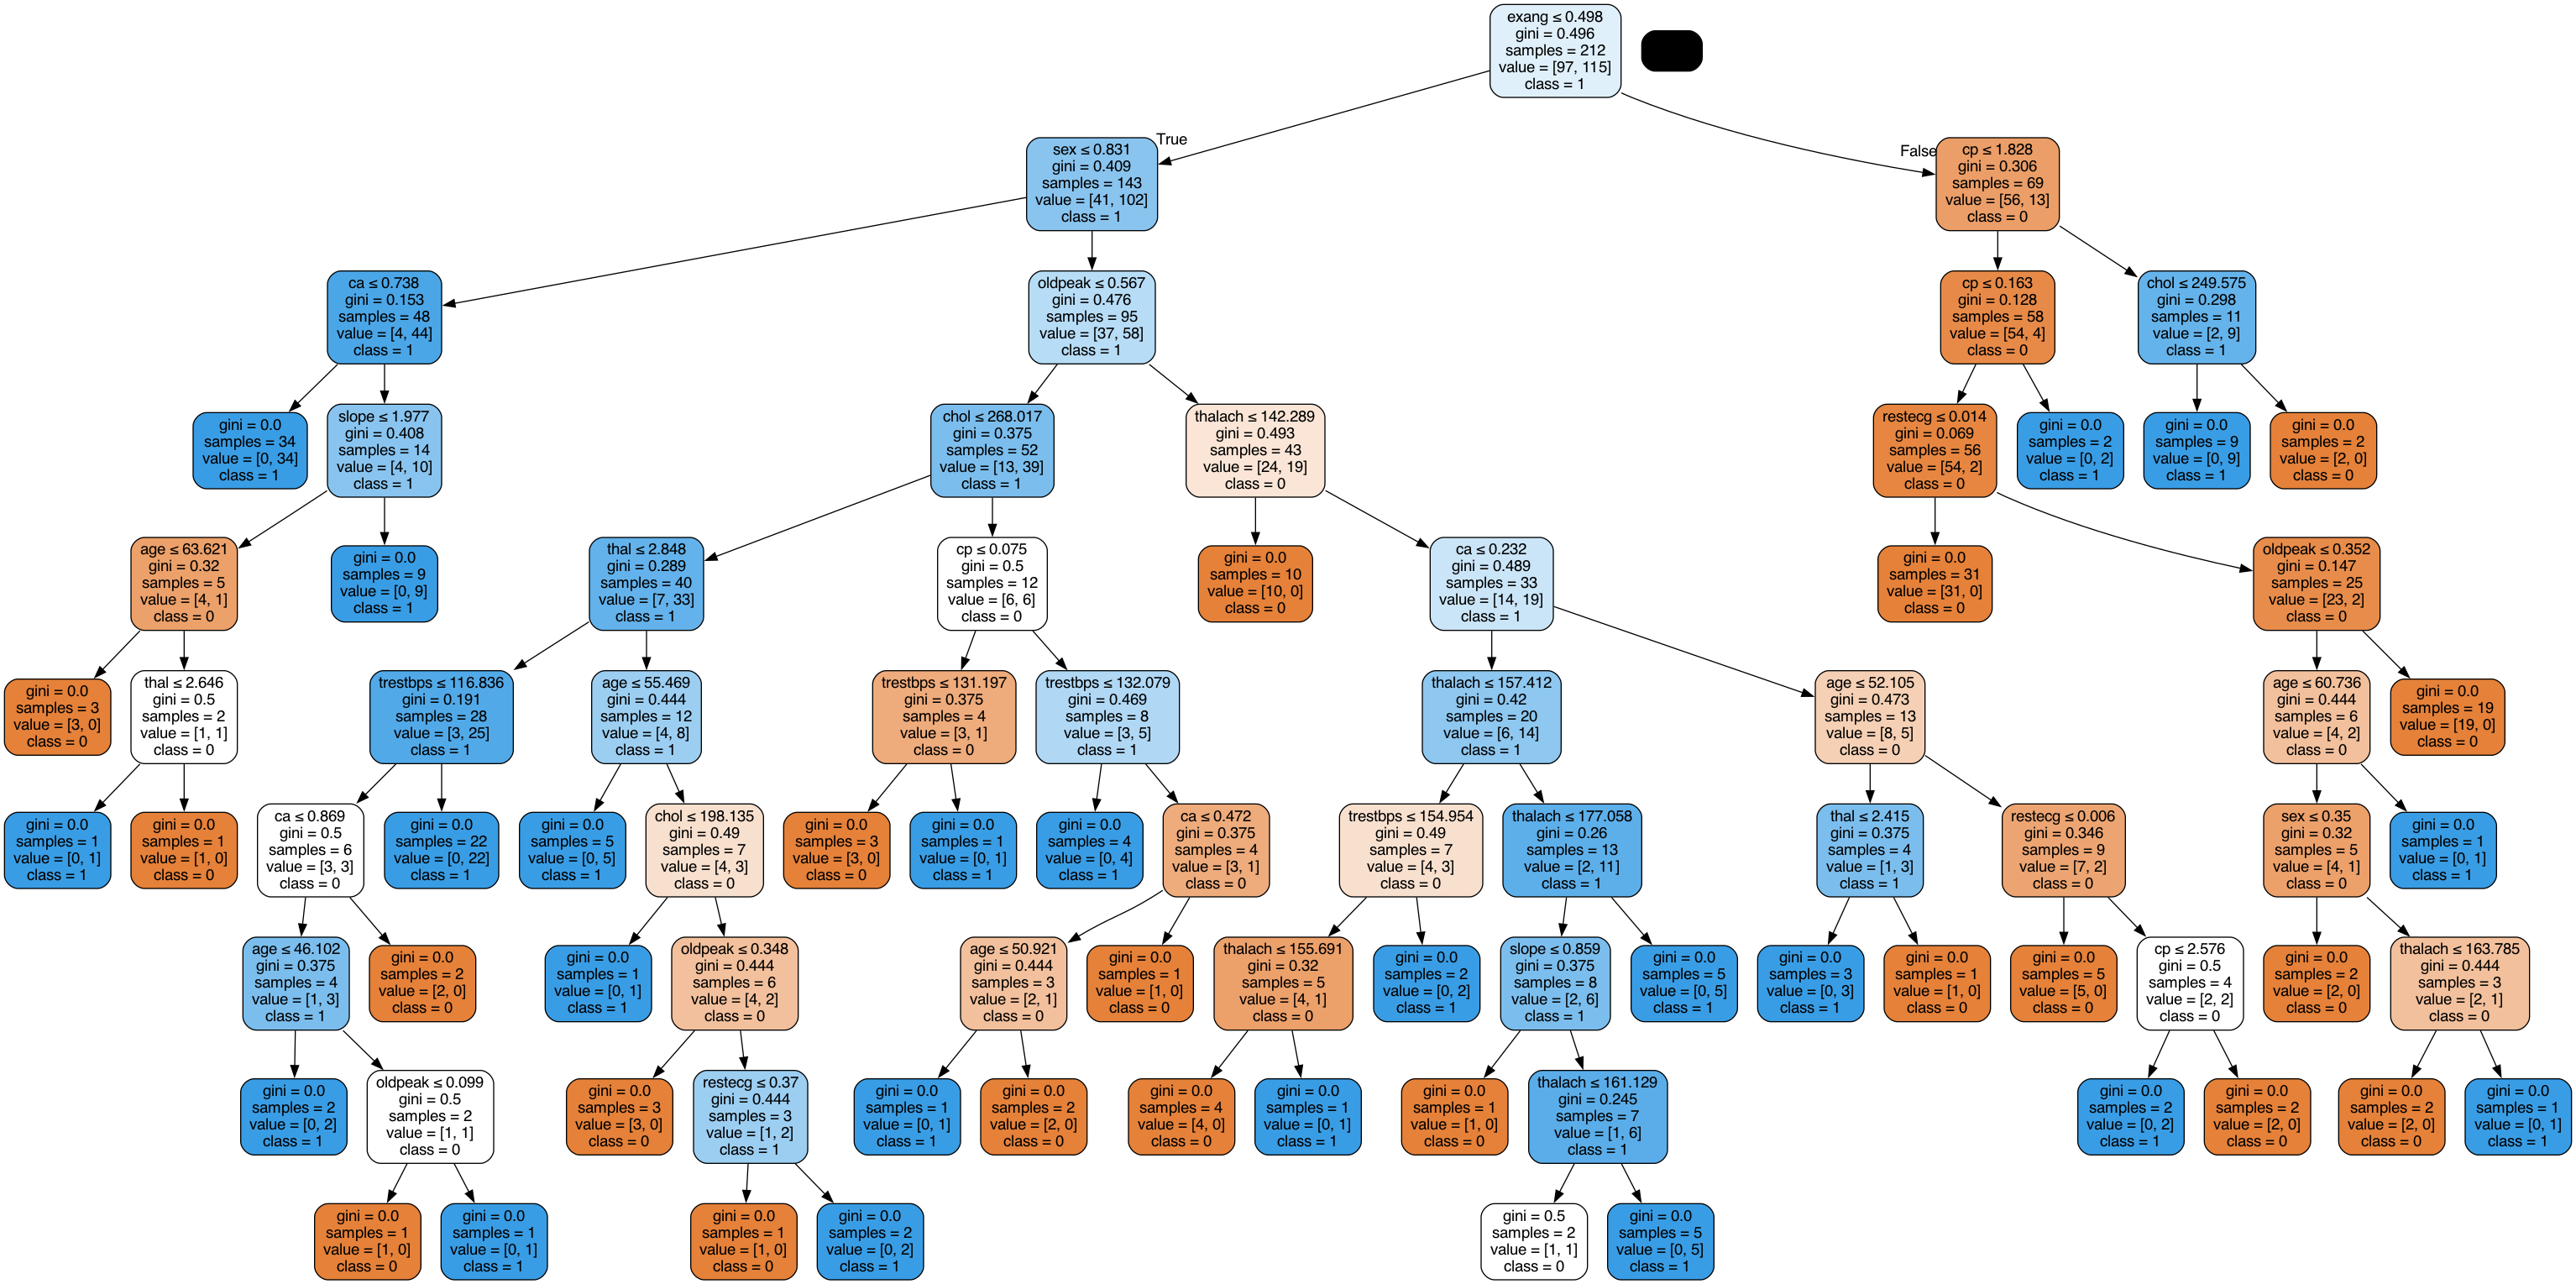 exang ≤ 0.498
gini = 0.496
samples = 212
value = [97, 115]
class = 1
True
False
sex ≤ 0.831
gini = 0.409
samples = 143
value = [41, 102]
class = 1
cp ≤ 1.828
gini = 0.306
samples = 69
value = [56, 13]
class = 0
ca ≤ 0.738
gini = 0.153
samples = 48
value = [4, 44]
class = 1
oldpeak ≤ 0.567
gini = 0.476
samples = 95
value = [37, 58]
class = 1
cp ≤ 0.163
gini = 0.128
samples = 58
value = [54, 4]
class = 0
chol ≤ 249.575
gini = 0.298
samples = 11
value = [2, 9]
class = 1
gini = 0.0
samples = 34
value = [0, 34]
class = 1
slope ≤ 1.977
gini = 0.408
samples = 14
value = [4, 10]
class = 1
chol ≤ 268.017
gini = 0.375
samples = 52
value = [13, 39]
class = 1
thalach ≤ 142.289
gini = 0.493
samples = 43
value = [24, 19]
class = 0
restecg ≤ 0.014
gini = 0.069
samples = 56
value = [54, 2]
class = 0
gini = 0.0
samples = 2
value = [0, 2]
class = 1
gini = 0.0
samples = 9
value = [0, 9]
class = 1
gini = 0.0
samples = 2
value = [2, 0]
class = 0
age ≤ 63.621
gini = 0.32
samples = 5
value = [4, 1]
class = 0
gini = 0.0
samples = 9
value = [0, 9]
class = 1
thal ≤ 2.848
gini = 0.289
samples = 40
value = [7, 33]
class = 1
cp ≤ 0.075
gini = 0.5
samples = 12
value = [6, 6]
class = 0
gini = 0.0
samples = 10
value = [10, 0]
class = 0
ca ≤ 0.232
gini = 0.489
samples = 33
value = [14, 19]
class = 1
gini = 0.0
samples = 31
value = [31, 0]
class = 0
oldpeak ≤ 0.352
gini = 0.147
samples = 25
value = [23, 2]
class = 0
gini = 0.0
samples = 3
value = [3, 0]
class = 0
thal ≤ 2.646
gini = 0.5
samples = 2
value = [1, 1]
class = 0
trestbps ≤ 116.836
gini = 0.191
samples = 28
value = [3, 25]
class = 1
age ≤ 55.469
gini = 0.444
samples = 12
value = [4, 8]
class = 1
trestbps ≤ 131.197
gini = 0.375
samples = 4
value = [3, 1]
class = 0
trestbps ≤ 132.079
gini = 0.469
samples = 8
value = [3, 5]
class = 1
thalach ≤ 157.412
gini = 0.42
samples = 20
value = [6, 14]
class = 1
age ≤ 52.105
gini = 0.473
samples = 13
value = [8, 5]
class = 0
age ≤ 60.736
gini = 0.444
samples = 6
value = [4, 2]
class = 0
gini = 0.0
samples = 19
value = [19, 0]
class = 0
gini = 0.0
samples = 1
value = [0, 1]
class = 1
gini = 0.0
samples = 1
value = [1, 0]
class = 0
ca ≤ 0.869
gini = 0.5
samples = 6
value = [3, 3]
class = 0
gini = 0.0
samples = 22
value = [0, 22]
class = 1
gini = 0.0
samples = 5
value = [0, 5]
class = 1
chol ≤ 198.135
gini = 0.49
samples = 7
value = [4, 3]
class = 0
gini = 0.0
samples = 3
value = [3, 0]
class = 0
gini = 0.0
samples = 1
value = [0, 1]
class = 1
gini = 0.0
samples = 4
value = [0, 4]
class = 1
ca ≤ 0.472
gini = 0.375
samples = 4
value = [3, 1]
class = 0
trestbps ≤ 154.954
gini = 0.49
samples = 7
value = [4, 3]
class = 0
thalach ≤ 177.058
gini = 0.26
samples = 13
value = [2, 11]
class = 1
thal ≤ 2.415
gini = 0.375
samples = 4
value = [1, 3]
class = 1
restecg ≤ 0.006
gini = 0.346
samples = 9
value = [7, 2]
class = 0
sex ≤ 0.35
gini = 0.32
samples = 5
value = [4, 1]
class = 0
gini = 0.0
samples = 1
value = [0, 1]
class = 1
age ≤ 46.102
gini = 0.375
samples = 4
value = [1, 3]
class = 1
gini = 0.0
samples = 2
value = [2, 0]
class = 0
gini = 0.0
samples = 1
value = [0, 1]
class = 1
oldpeak ≤ 0.348
gini = 0.444
samples = 6
value = [4, 2]
class = 0
age ≤ 50.921
gini = 0.444
samples = 3
value = [2, 1]
class = 0
gini = 0.0
samples = 1
value = [1, 0]
class = 0
thalach ≤ 155.691
gini = 0.32
samples = 5
value = [4, 1]
class = 0
gini = 0.0
samples = 2
value = [0, 2]
class = 1
slope ≤ 0.859
gini = 0.375
samples = 8
value = [2, 6]
class = 1
gini = 0.0
samples = 5
value = [0, 5]
class = 1
gini = 0.0
samples = 3
value = [0, 3]
class = 1
gini = 0.0
samples = 1
value = [1, 0]
class = 0
gini = 0.0
samples = 5
value = [5, 0]
class = 0
cp ≤ 2.576
gini = 0.5
samples = 4
value = [2, 2]
class = 0
gini = 0.0
samples = 2
value = [2, 0]
class = 0
thalach ≤ 163.785
gini = 0.444
samples = 3
value = [2, 1]
class = 0
gini = 0.0
samples = 2
value = [0, 2]
class = 1
oldpeak ≤ 0.099
gini = 0.5
samples = 2
value = [1, 1]
class = 0
gini = 0.0
samples = 3
value = [3, 0]
class = 0
restecg ≤ 0.37
gini = 0.444
samples = 3
value = [1, 2]
class = 1
gini = 0.0
samples = 1
value = [0, 1]
class = 1
gini = 0.0
samples = 2
value = [2, 0]
class = 0
gini = 0.0
samples = 4
value = [4, 0]
class = 0
gini = 0.0
samples = 1
value = [0, 1]
class = 1
gini = 0.0
samples = 1
value = [1, 0]
class = 0
thalach ≤ 161.129
gini = 0.245
samples = 7
value = [1, 6]
class = 1
gini = 0.0
samples = 2
value = [0, 2]
class = 1
gini = 0.0
samples = 2
value = [2, 0]
class = 0
gini = 0.0
samples = 2
value = [2, 0]
class = 0
gini = 0.0
samples = 1
value = [0, 1]
class = 1
gini = 0.0
samples = 1
value = [1, 0]
class = 0
gini = 0.0
samples = 1
value = [0, 1]
class = 1
gini = 0.0
samples = 1
value = [1, 0]
class = 0
gini = 0.0
samples = 2
value = [0, 2]
class = 1
gini = 0.5
samples = 2
value = [1, 1]
class = 0
gini = 0.0
samples = 5
value = [0, 5]
class = 1